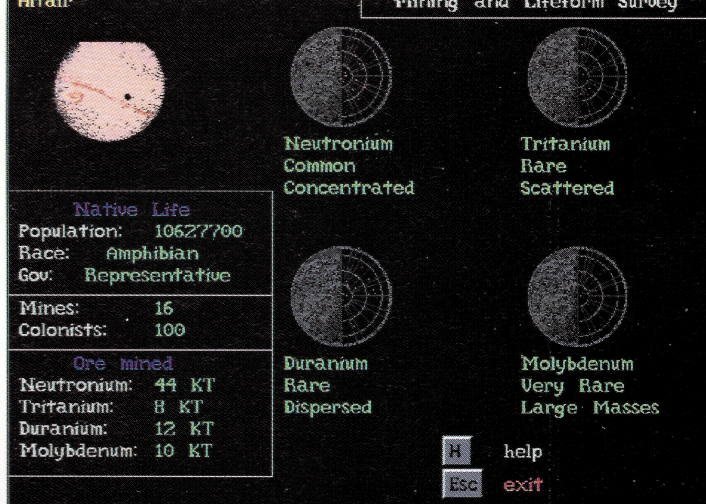 Altair
Mining and Lifeform Survey
Neutronium
Common
Concentrated
Tritanium
Rare
Scattered
Native Life
Population: 10627700
Race: Amphibian
Gov: Representative
Mines: 16
Colonists: 100
Duranium
Rare
Dispersed
Molybdenum
Very Rare
Large Masses
Ore mined
Neutronium: 44 KT
Tritanium: 8 KT
Duranium: 12 KT
Molybdenum: 10 KT
H help
Esc exit